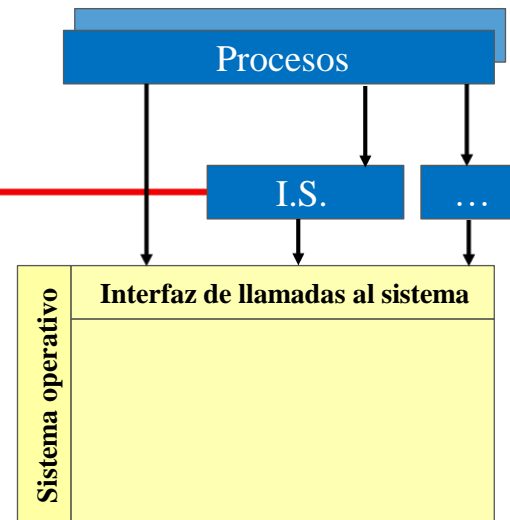 Procesos
I.S.
...
Interfaz de llamadas al sistema
Sistema operativo